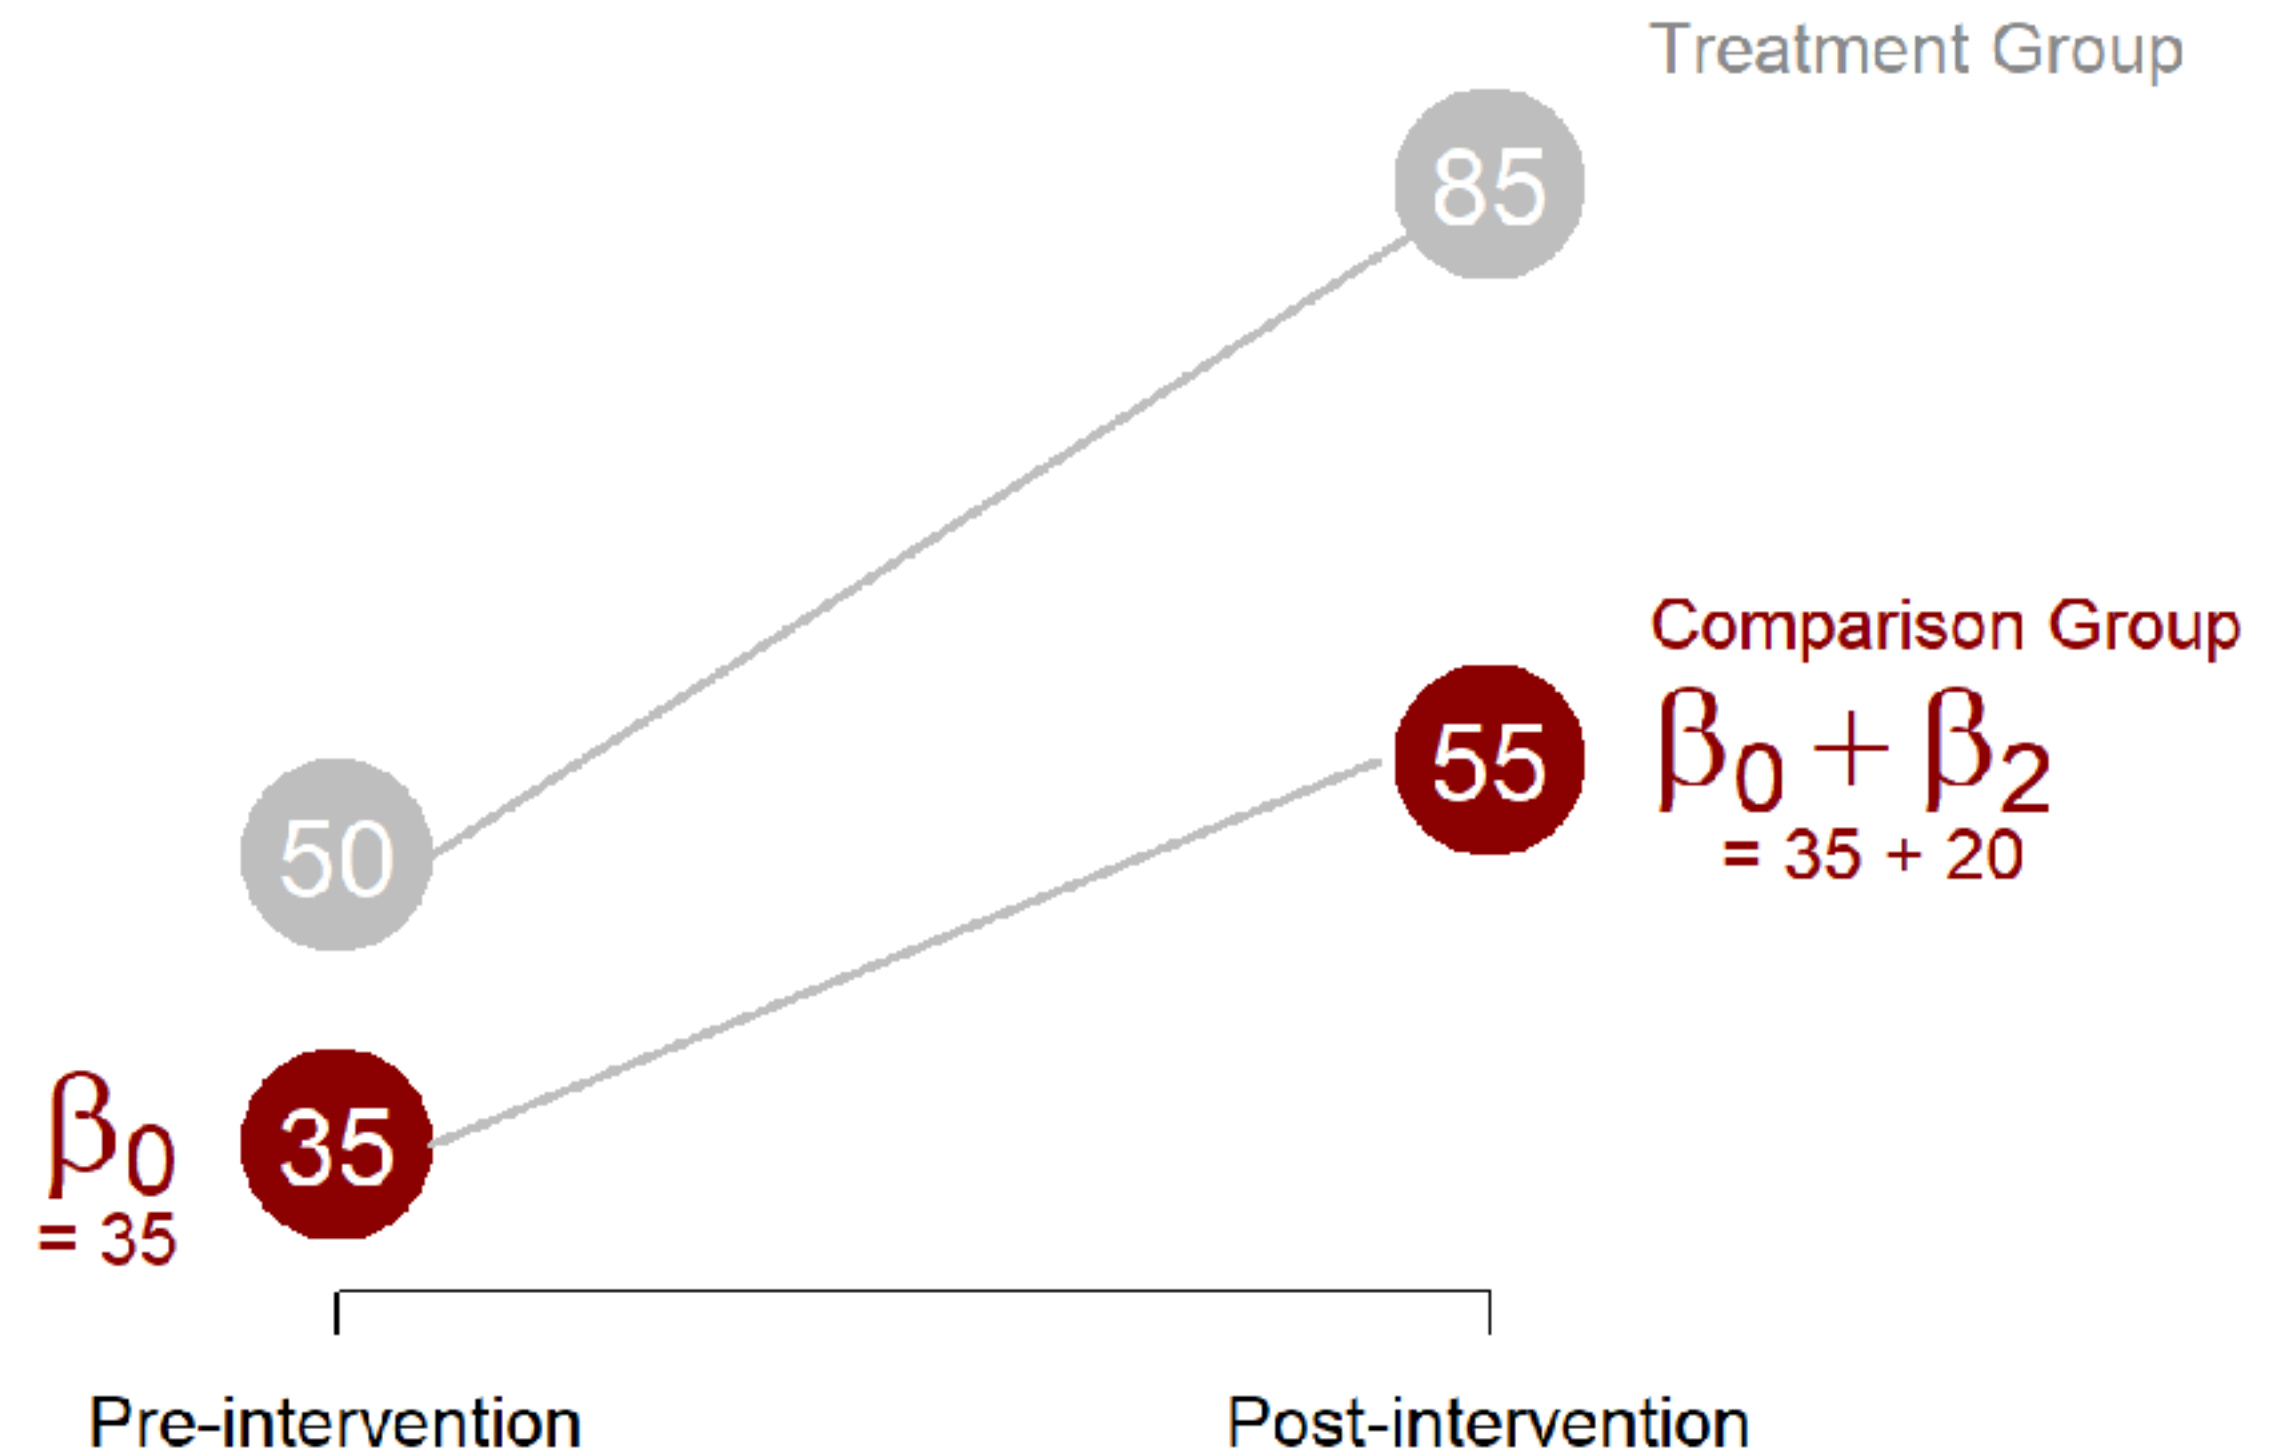 Treatment Group
85
Comparison Group
55
β0 + β2
= 35 + 20
50
β0
35
= 35
Pre-intervention
Post-intervention